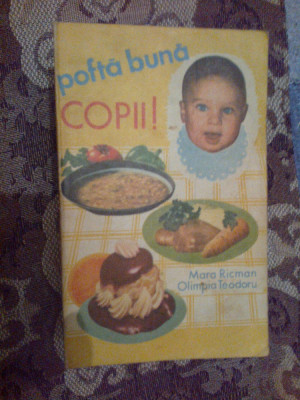 poftă bună
COPII!
Mara Ricman
Olimpia Teodoru